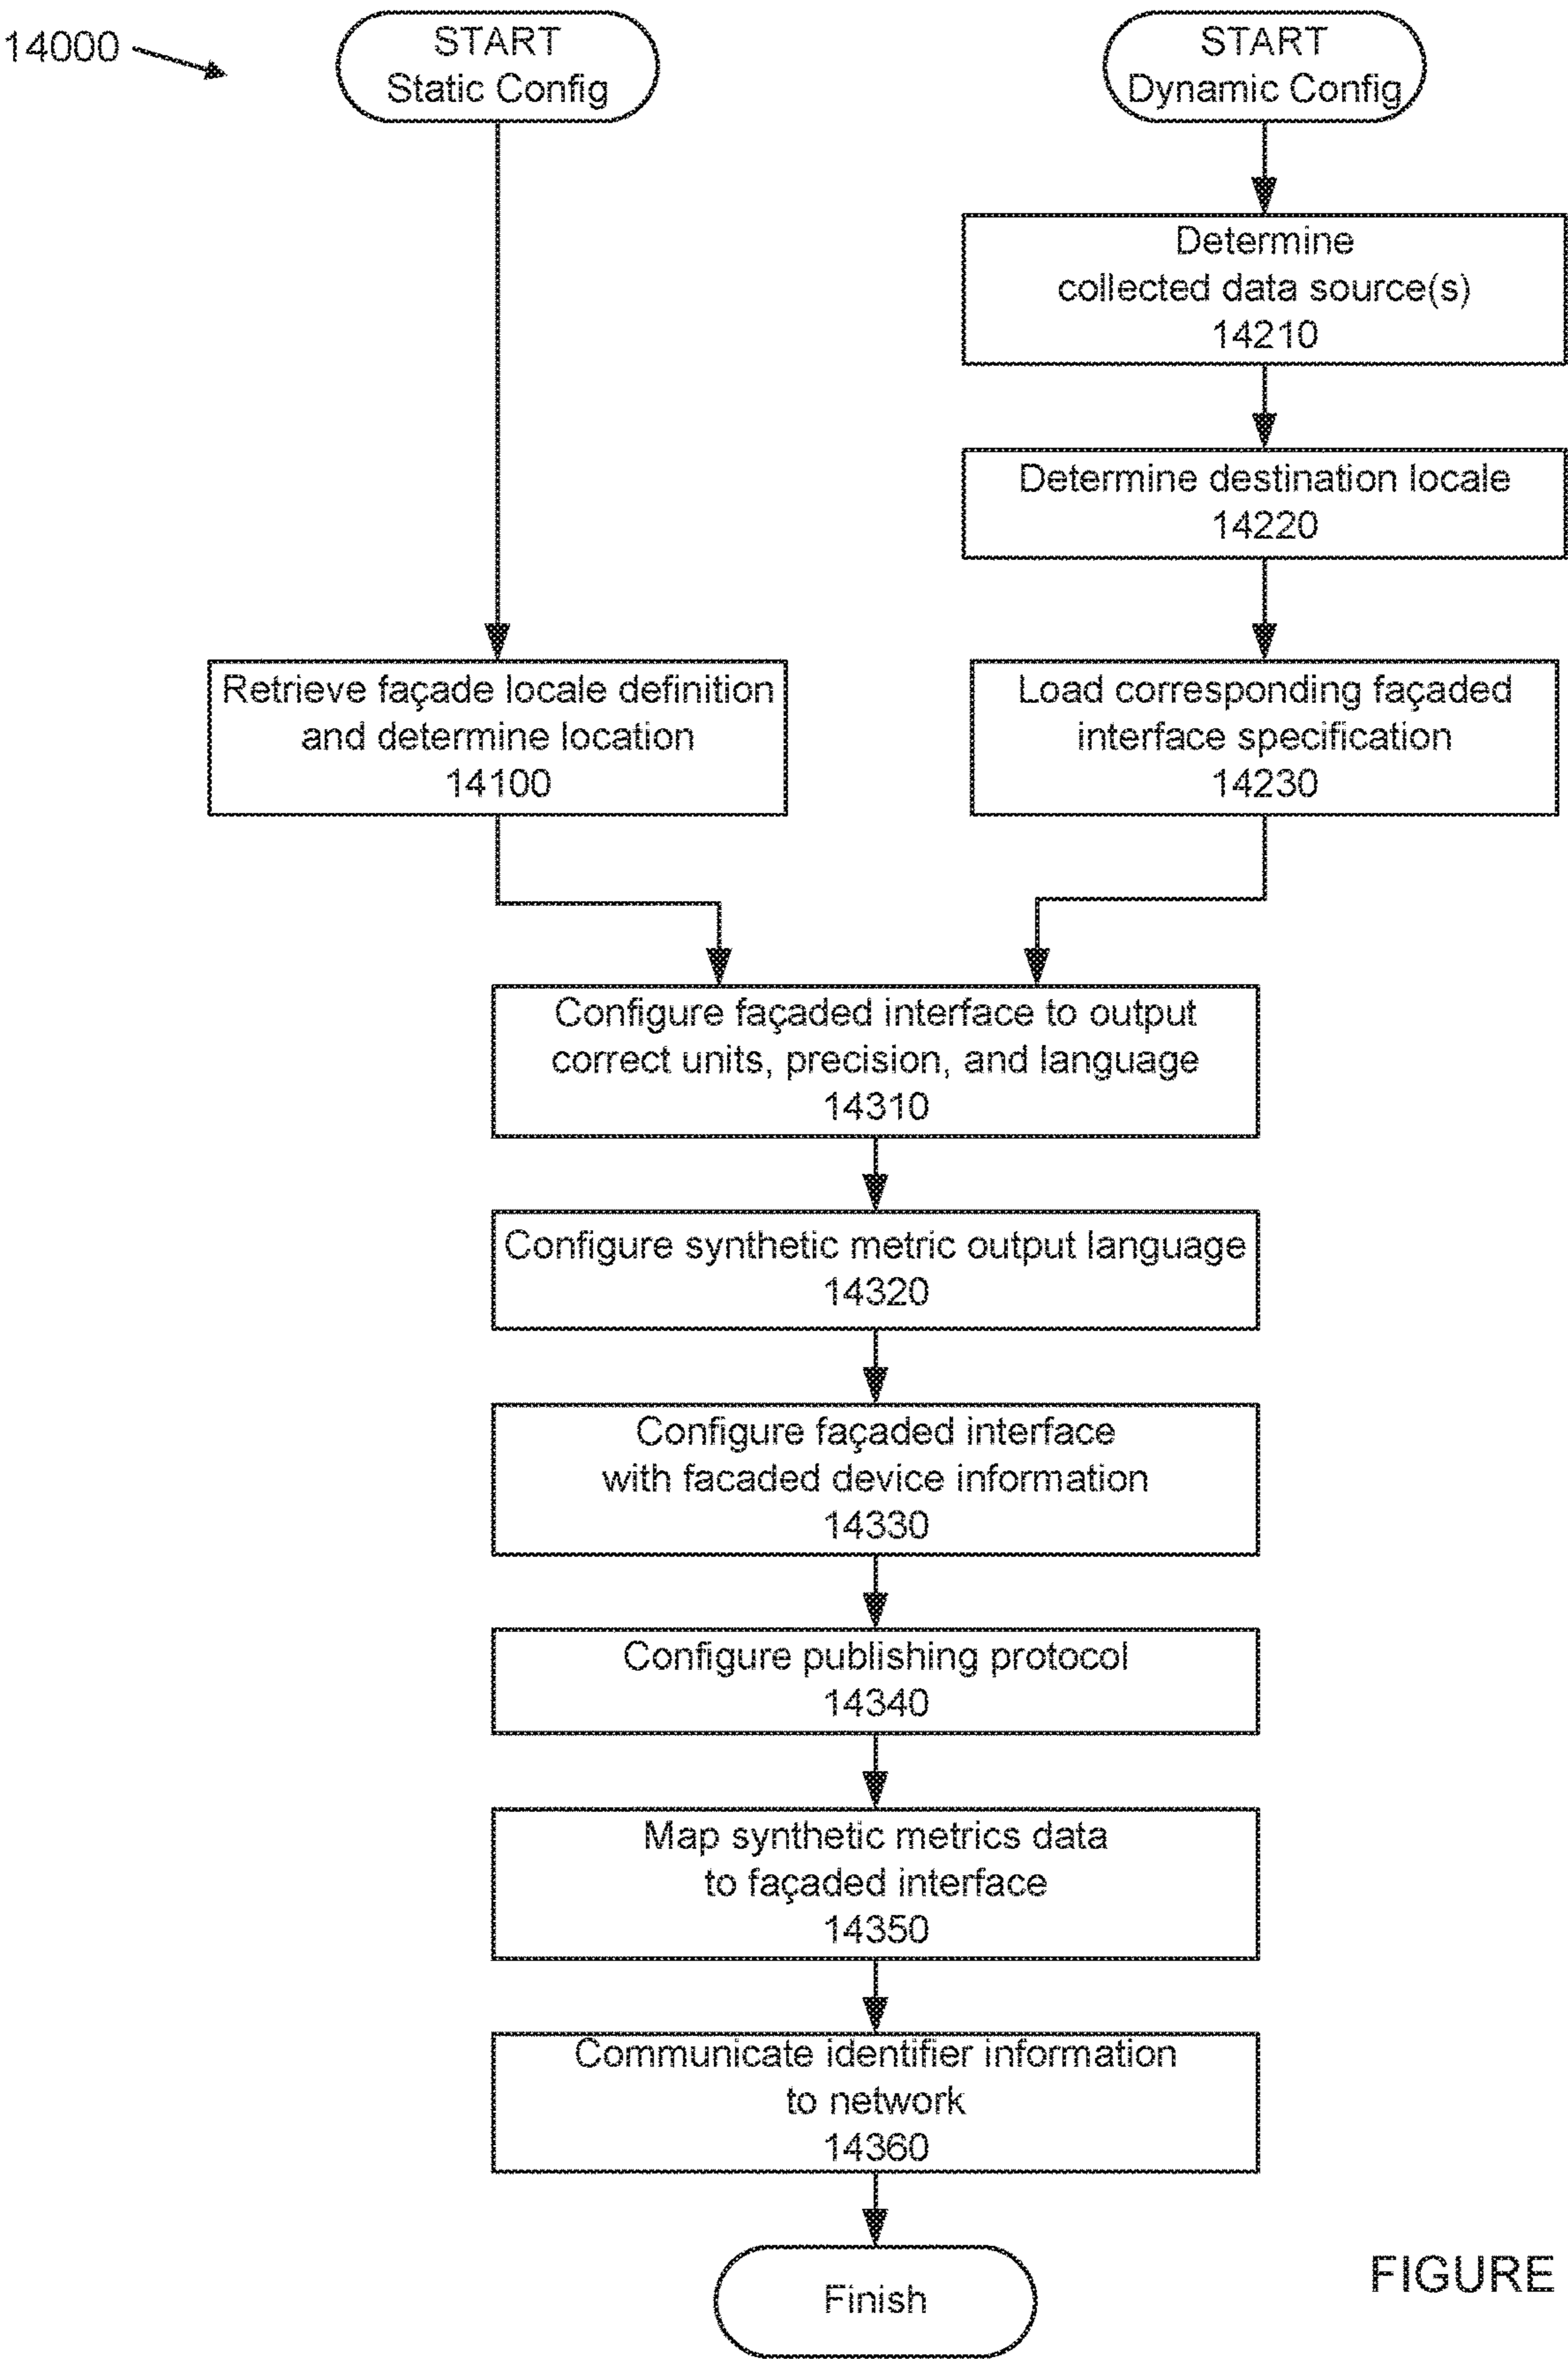 14000
START
Static Config
START
Dynamic Config
Determine
collected data source(s)
14210
Determine destination locale
14220
Retrieve façade locale definition
and determine location
14100
Load corresponding façaded
interface specification
14230
Configure façaded interface to output
correct units, precision, and language
14310
Configure synthetic metric output language
14320
Configure façaded interface
with facaded device information
14330
Configure publishing protocol
14340
Map synthetic metrics data
to façaded interface
14350
Communicate identifier information
to network
14360
Finish
FIGURE